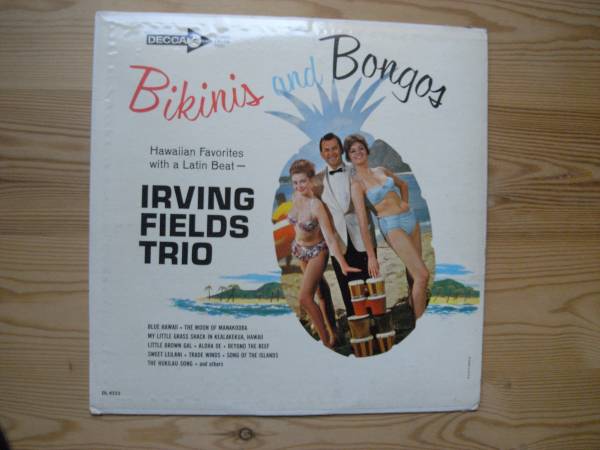 DECCA
Bikinis and Bongos
Hawaiian Favorites
with a Latin Beat—
IRVING
FIELDS
TRIO
BLUE HAWAII • THE MOON OF MANAKOORA
MY LITTLE GRASS SHACK IN KEALAKEKUA, HAWAII
LITTLE BROWN GAL • ALOHA OE • BEYOND THE REEF
SWEET LEILANI • TRADE WINDS • SONG OF THE ISLANDS
THE HUKILAU SONG • and others